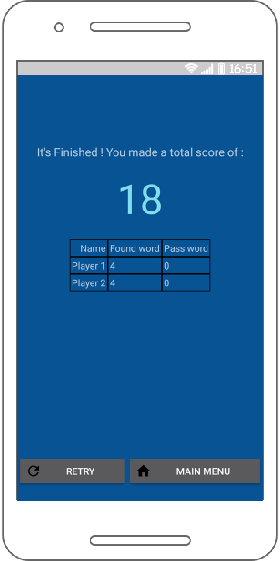 16:51
It's Finished ! You made a total score of :
18
Name Found word Pass word
Player 1 4 0
Player 2 4 0
RETRY MAIN MENU